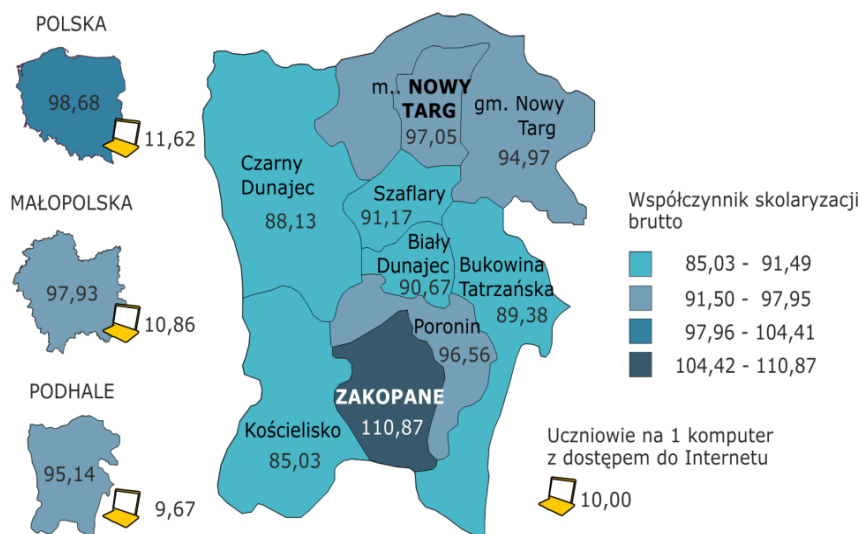 POLSKA
98,68
11,62
MAŁOPOLSKA
97,93
10,86
PODHALE
95,14
9,67
m.. NOWY
TARG
97,05
gm. Nowy
Targ
94,97
Czarny
Dunajec
88,13
Szaflary
91,17
Biały
Dunajec
90,67
Bukowina
Tatrzańska
89,38
Poronin
96,56
ZAKOPANE
110,87
Kościelisko
85,03
Współczynnik skolaryzacji
brutto
85,03 - 91,49
91,50 - 97,95
97,96 - 104,41
104,42 - 110,87
Uczniowie na 1 komputer
z dostępem do Internetu
10,00